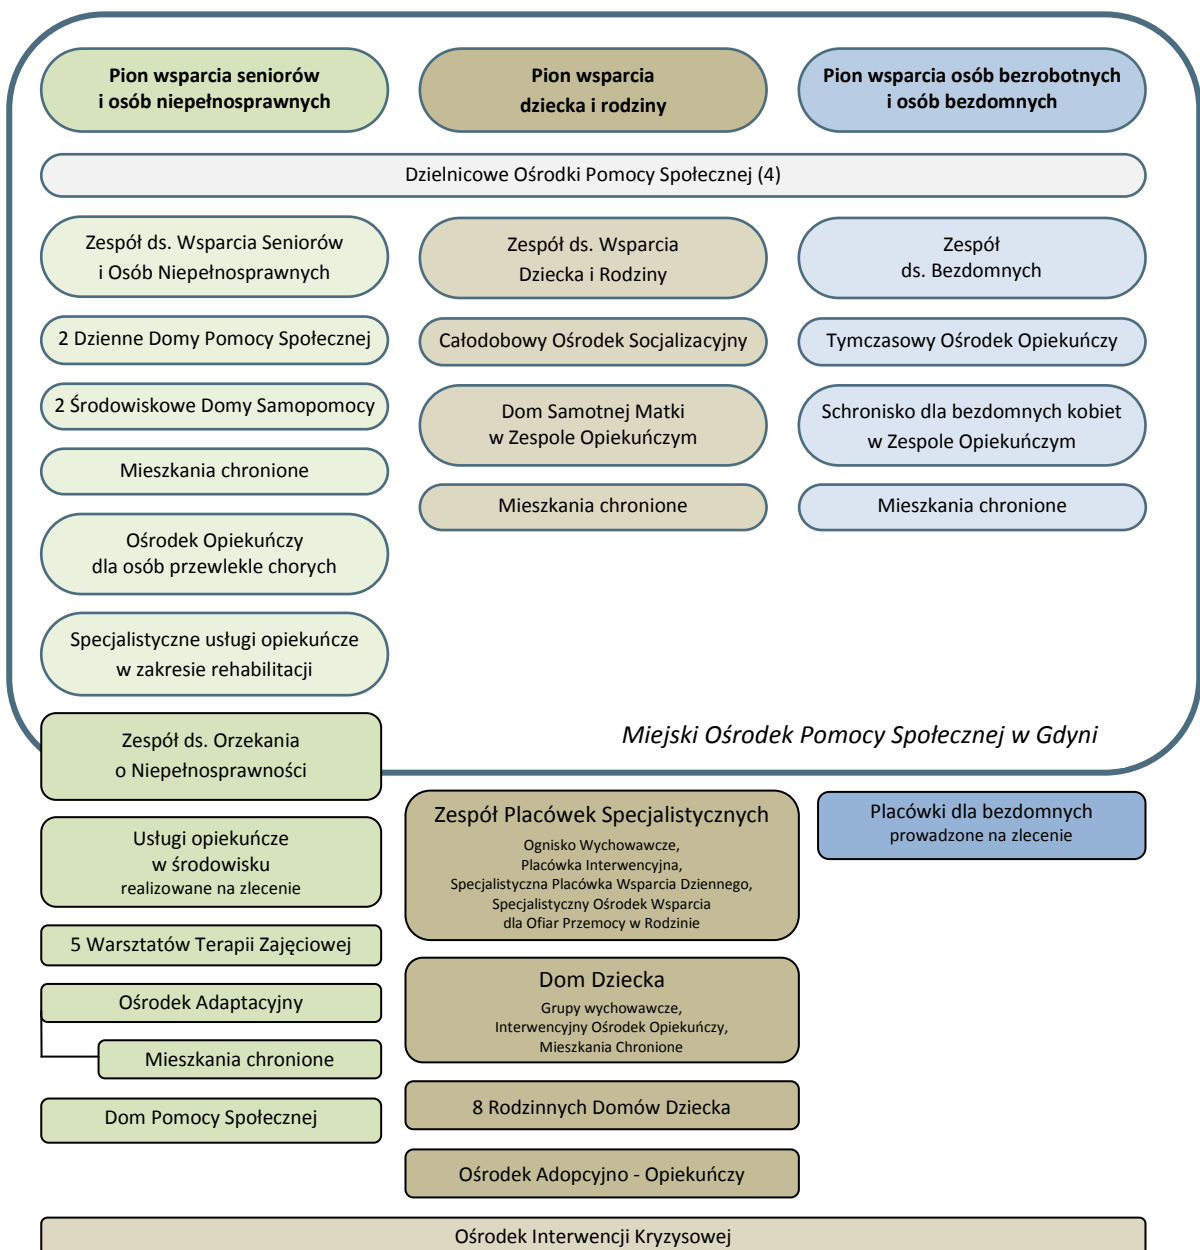 Pion wsparcia seniorów
i osób niepełnosprawnych
Pion wsparcia
dziecka i rodziny
Pion wsparcia osób bezrobotnych
i osób bezdomnych
Dzielnicowe Ośrodki Pomocy Społecznej (4)
Zespół ds. Wsparcia Seniorów
i Osób Niepełnosprawnych
2 Dzienne Domy Pomocy Społecznej
2 Środowiskowe Domy Samopomocy
Mieszkania chronione
Ośrodek Opiekuńczy
dla osób przewlekle chorych
Specjalistyczne usługi opiekuńcze
w zakresie rehabilitacji
Zespół ds. Wsparcia
Dziecka i Rodziny
Całodobowy Ośrodek Socjalizacyjny
Dom Samotnej Matki
w Zespole Opiekuńczym
Mieszkania chronione
Zespół
ds. Bezdomnych
Tymczasowy Ośrodek Opiekuńczy
Schronisko dla bezdomnych kobiet
w Zespole Opiekuńczym
Mieszkania chronione
Miejski Ośrodek Pomocy Społecznej w Gdyni
Zespół ds. Orzekania
o Niepełnosprawności
Usługi opiekuńcze
w środowisku
realizowane na zlecenie
5 Warsztatów Terapii Zajęciowej
Ośrodek Adaptacyjny
Mieszkania chronione
Dom Pomocy Społecznej
Zespół Placówek Specjalistycznych
Ognisko Wychowawcze,
Placówka Interwencyjna,
Specjalistyczna Placówka Wsparcia Dziennego,
Specjalistyczny Ośrodek Wsparcia
dla Ofiar Przemocy w Rodzinie
Dom Dziecka
Grupy wychowawcze,
Interwencyjny Ośrodek Opiekuńczy,
Mieszkania Chronione
8 Rodzinnych Domów Dziecka
Ośrodek Adopcyjno - Opiekuńczy
Placówki dla bezdomnych
prowadzone na zlecenie
Ośrodek Interwencji Kryzysowej